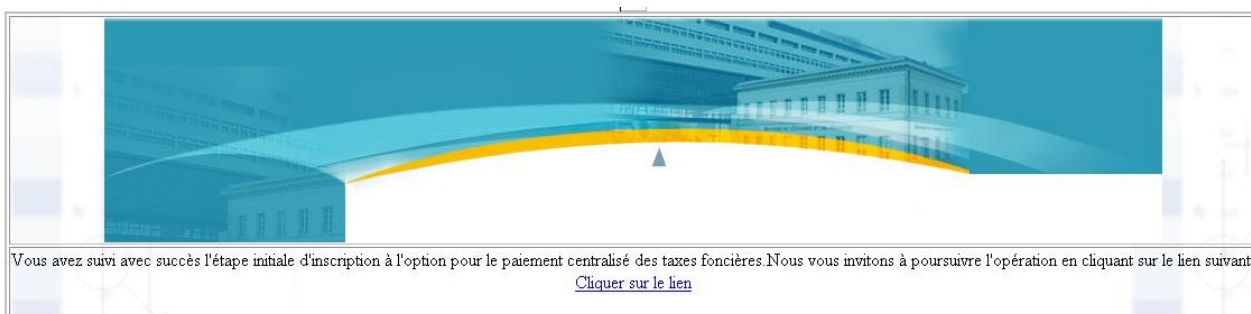 Vous avez suivi avec succès l'étape initiale d'inscription à l'option pour le paiement centralisé des taxes foncières.Nous vous invitons à poursuivre l'opération en cliquant sur le lien suivant
Cliquer sur le lien